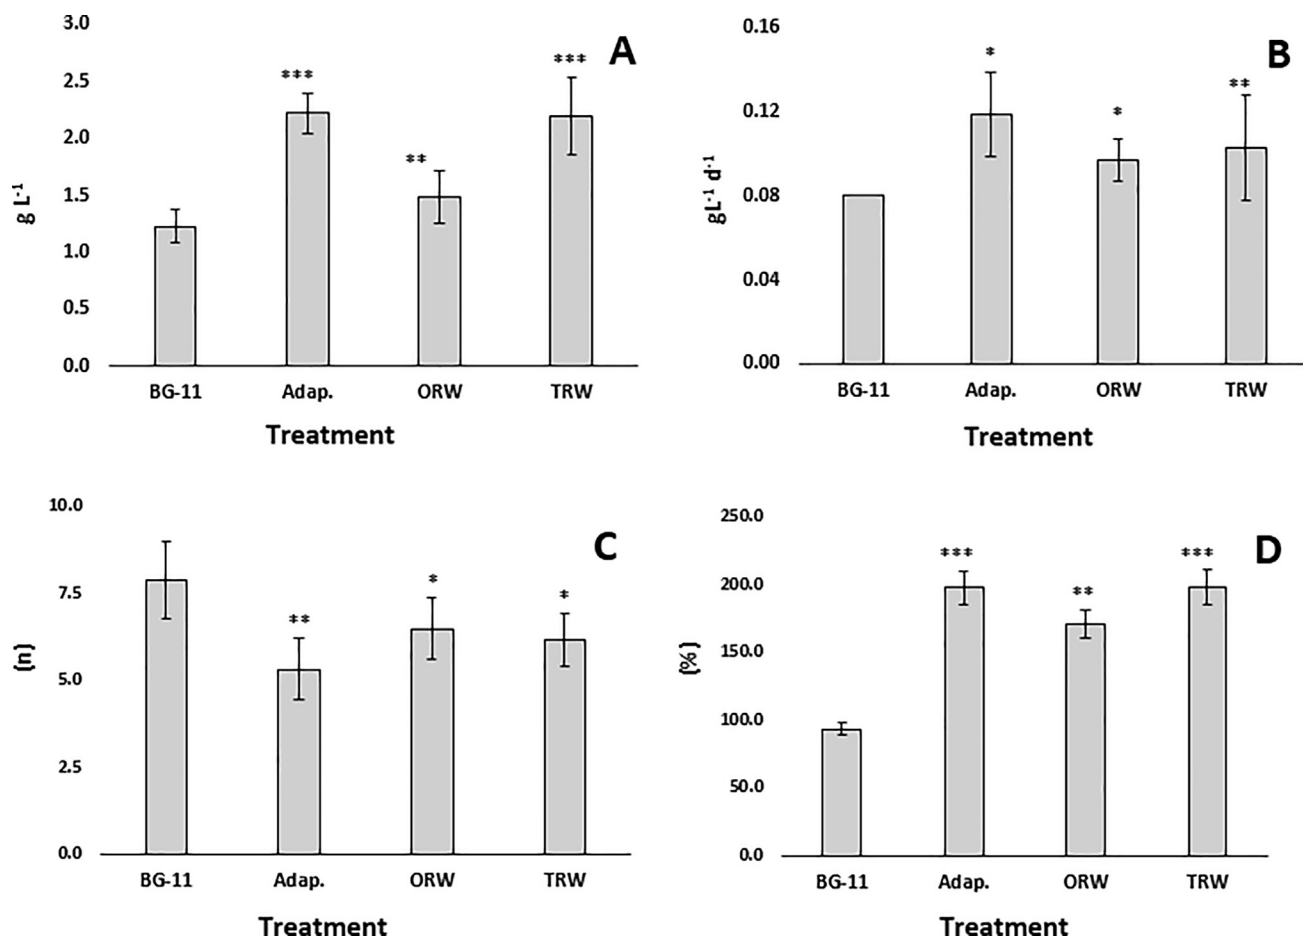 A
3.0
2.5
2.0
1.5
1.0
0.5
0.0
g L-1
***
**
***
BG-11 Adap. ORW TRW
Treatment
B
0.16
0.12
0.08
0.04
0.00
gL-1 d-1
*
*
**
BG-11 Adap. ORW TRW
Treatment
C
10.0
7.5
5.0
2.5
0.0
(n)
**
*
*
BG-11 Adap. ORW TRW
Treatment
D
250.0
200.0
150.0
100.0
50.0
0.0
(%)
***
**
***
BG-11 Adap. ORW TRW
Treatment